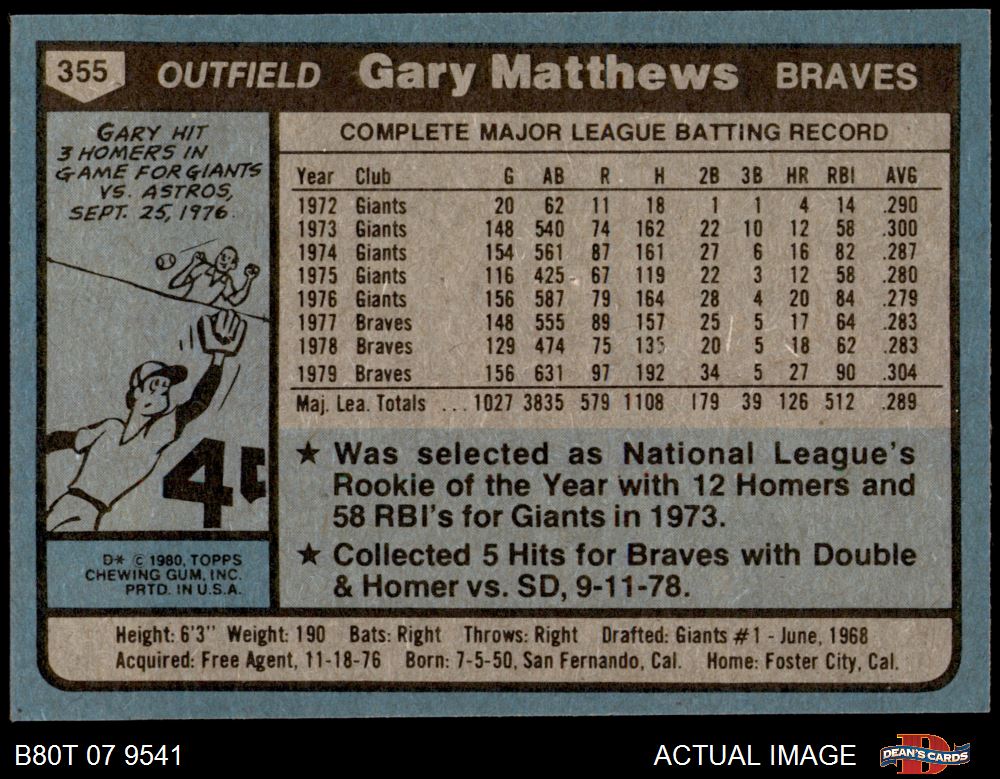 355 OUTFIELD Gary Matthews BRAVES
GARY HIT
3 HOMERS IN
GAME FOR GIANTS
VS. ASTROS,
SEPT. 25, 1976.
45
D* © 1980, TOPPS
CHEWING GUM, INC.
PRTD. IN U.S.A.
COMPLETE MAJOR LEAGUE BATTING RECORD
Year Club G AB R H 2B 3B HR RBI AVG
1972 Giants 20 62 11 18 1 1 4 14 .290
1973 Giants 148 540 74 162 22 10 12 58 .300
1974 Giants 154 561 87 161 27 6 16 82 .287
1975 Giants 116 425 67 119 22 3 12 58 .280
1976 Giants 156 587 79 164 28 4 20 84 .279
1977 Braves 148 555 89 157 25 5 17 64 .283
1978 Braves 129 474 75 135 20 5 18 62 .283
1979 Braves 156 631 97 192 34 5 27 90 .304
Maj. Lea. Totals ... 1027 3835 579 1108 179 39 126 512 .289
★ Was selected as National League's
Rookie of the Year with 12 Homers and
58 RBI's for Giants in 1973.
★ Collected 5 Hits for Braves with Double
& Homer vs. SD, 9-11-78.
Height: 6'3" Weight: 190 Bats: Right Throws: Right Drafted: Giants #1 - June, 1968
Acquired: Free Agent, 11-18-76 Born: 7-5-50, San Fernando, Cal. Home: Foster City, Cal.
B80T 07 9541 ACTUAL IMAGE D DEAN'S CARDS